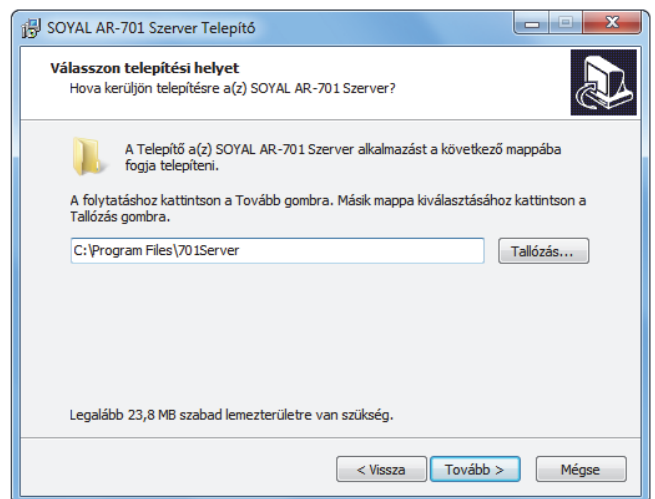 SOYAL AR-701 Szerver Telepítő
Válasszon telepítési helyet
Hova kerüljön telepítésre a(z) SOYAL AR-701 Szerver?
A Telepítő a(z) SOYAL AR-701 Szerver alkalmazást a következő mappába
fogja telepíteni.
A folytatáshoz kattintson a Tovább gombra. Másik mappa kiválasztásához kattintson a
Tallózás gombra.
C:\Program Files\701Server
Tallózás...
Legalább 23,8 MB szabad lemezterületre van szükség.
< Vissza
Tovább >
Mégse